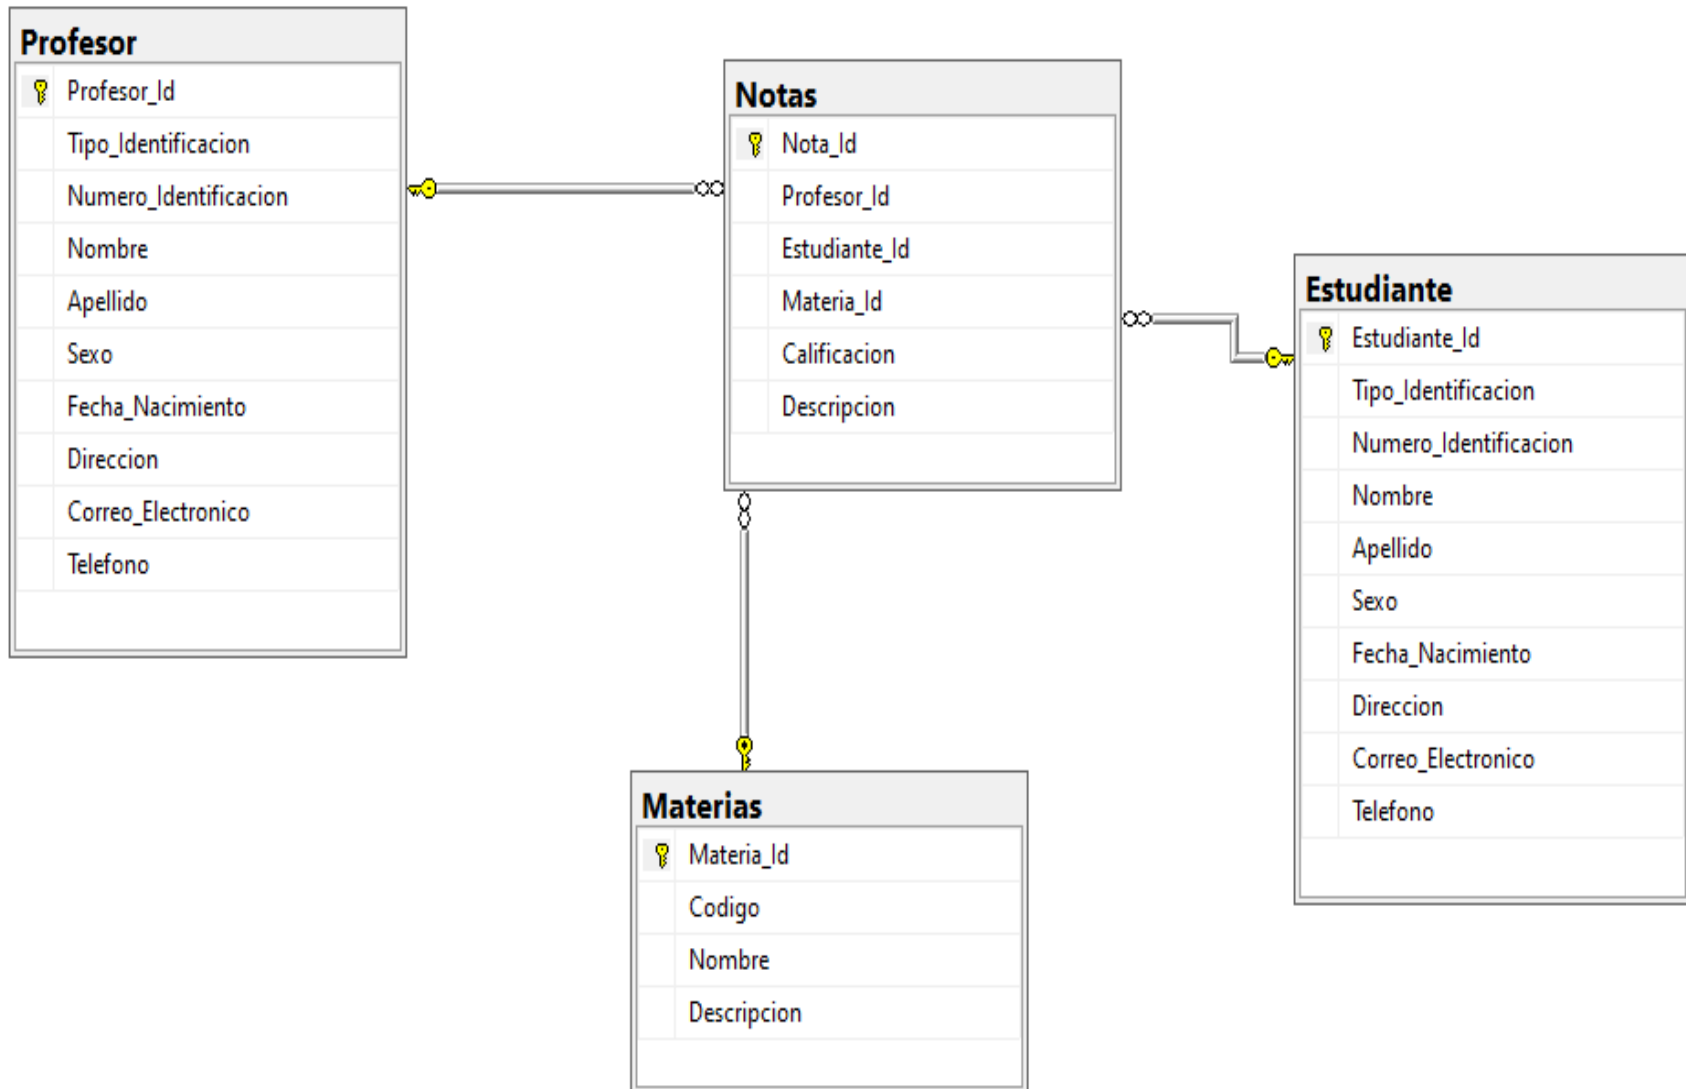 Profesor
Profesor_Id
Tipo_Identificacion
Numero_Identificacion
Nombre
Apellido
Sexo
Fecha_Nacimiento
Direccion
Correo_Electronico
Telefono
Notas
Nota_Id
Profesor_Id
Estudiante_Id
Materia_Id
Calificacion
Descripcion
Estudiante
Estudiante_Id
Tipo_Identificacion
Numero_Identificacion
Nombre
Apellido
Sexo
Fecha_Nacimiento
Direccion
Correo_Electronico
Telefono
Materias
Materia_Id
Codigo
Nombre
Descripcion